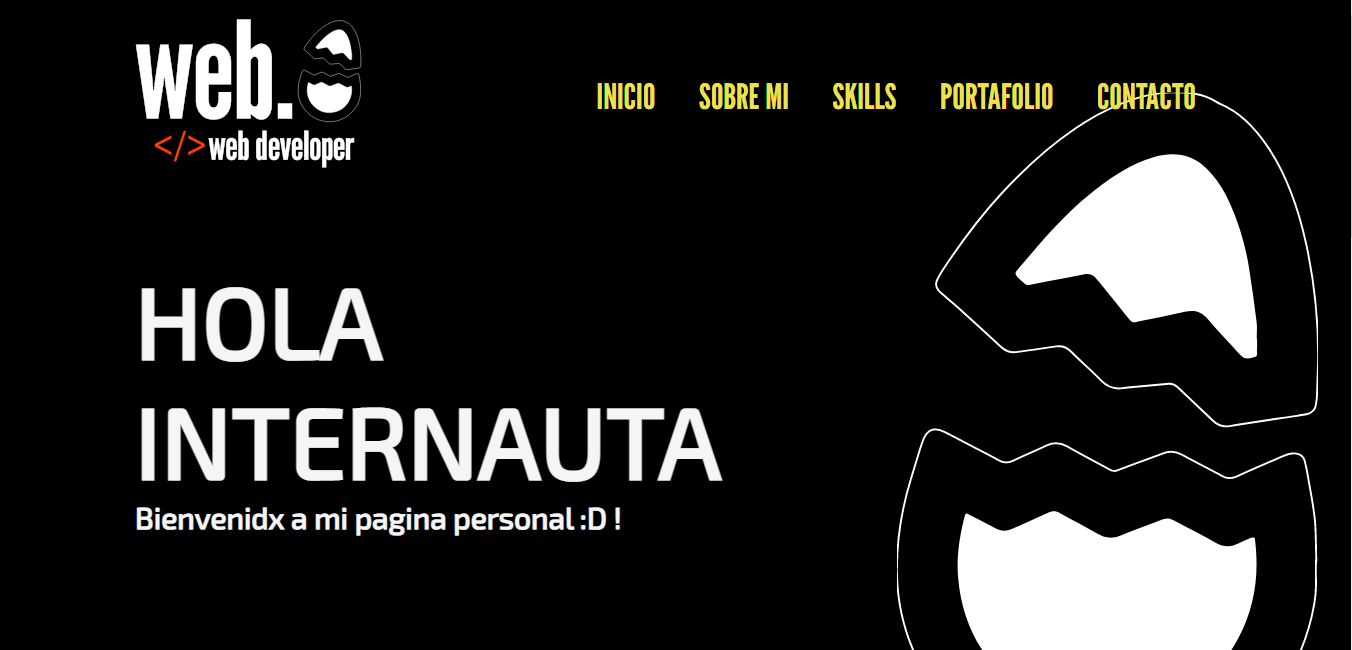 web.
</>web developer
INICIO SOBRE MI SKILLS PORTAFOLIO CONTACTO
HOLA
INTERNAUTA
Bienvenidx a mi pagina personal :D !